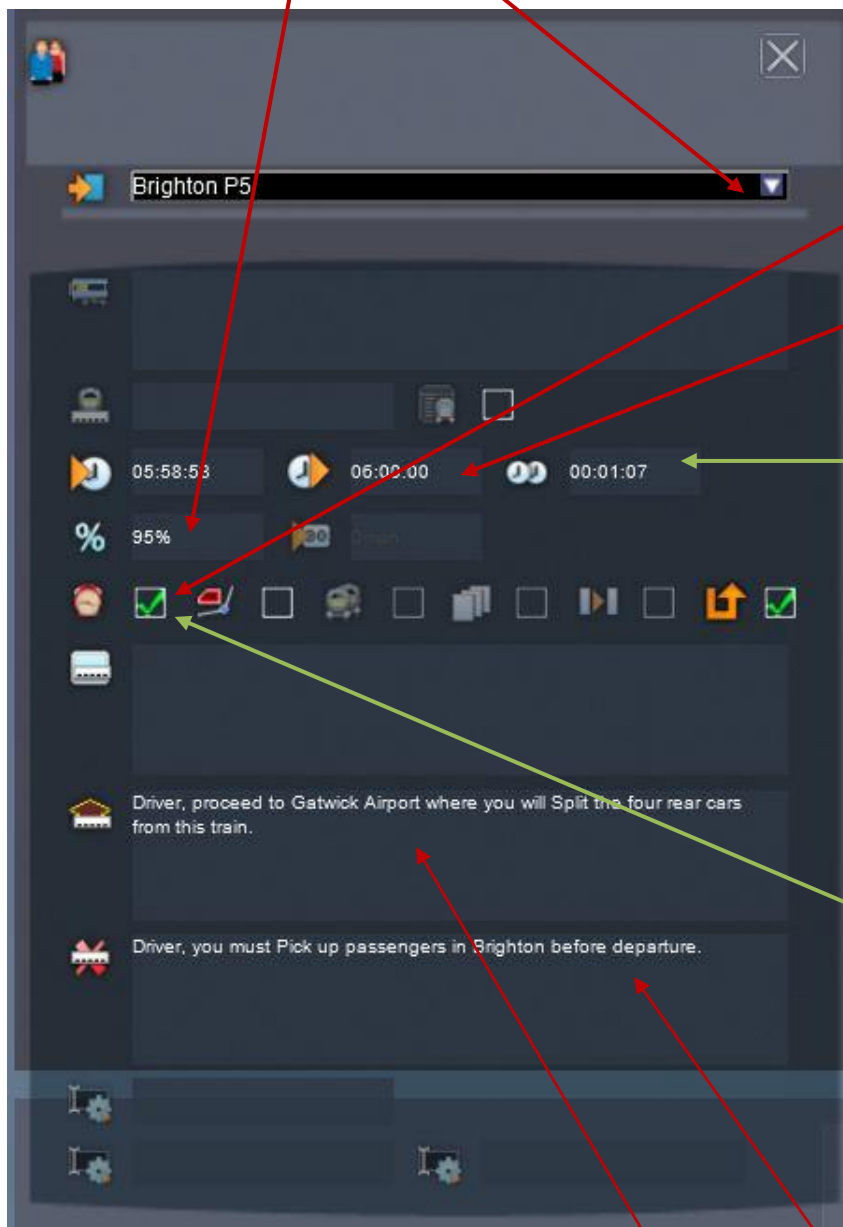 Brighton P5
05:58:53
06:00:00
00:01:07
%
95%
30
Driver, proceed to Gatwick Airport where you will Split the four rear cars
from this train.
Driver, you must Pick up passengers in Brighton before departure.